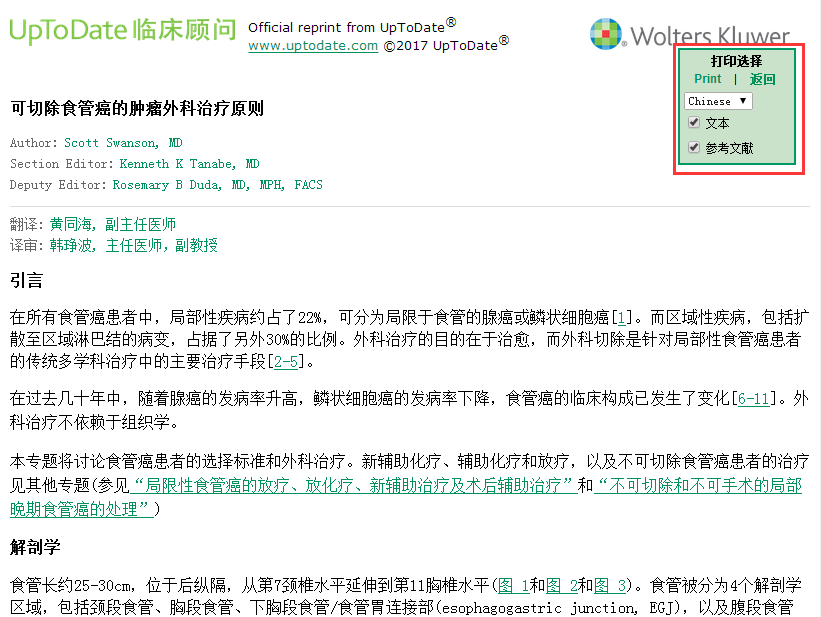 UpToDate 临床顾问
Official reprint from UpToDate®
www.uptodate.com ©2017 UpToDate®
Wolters Kluwer
打印选择
Print | 返回
Chinese ▼
文本
参考文献
可切除食管癌的肿瘤外科治疗原则
Author: Scott Swanson, MD
Section Editor: Kenneth K Tanabe, MD
Deputy Editor: Rosemary B Duda, MD, MPH, FACS
翻译: 黄同海, 副主任医师
译审: 韩琤波, 主任医师，副教授
引言
在所有食管癌患者中，局部性疾病约占了22%，可分为局限于食管的腺癌或鳞状细胞癌[1]。而区域性疾病，包括扩
散至区域淋巴结的病变，占据了另外30%的比例。外科治疗的目的在于治愈，而外科切除是针对局部性食管癌患者
的传统多学科治疗中的主要治疗手段[2-5]。
在过去几十年中，随着腺癌的发病率升高，鳞状细胞癌的发病率下降，食管癌的临床构成已发生了变化[6-11]。外
科治疗不依赖于组织学。
本专题将讨论食管癌患者的选择标准和外科治疗。新辅助化疗、辅助化疗和放疗，以及不可切除食管癌患者的治疗
见其他专题(参见“局限性食管癌的放疗、放化疗、新辅助治疗及术后辅助治疗”和“不可切除和不可手术的局部
晚期食管癌的处理”)
解剖学
食管长约25-30cm，位于后纵隔，从第7颈椎水平延伸到第11胸椎水平(图 1和图 2和图 3)。食管被分为4个解剖学
区域，包括颈段食管、胸段食管、下胸段食管/食管胃连接部(esophagogastric junction, EGJ)，以及腹段食管